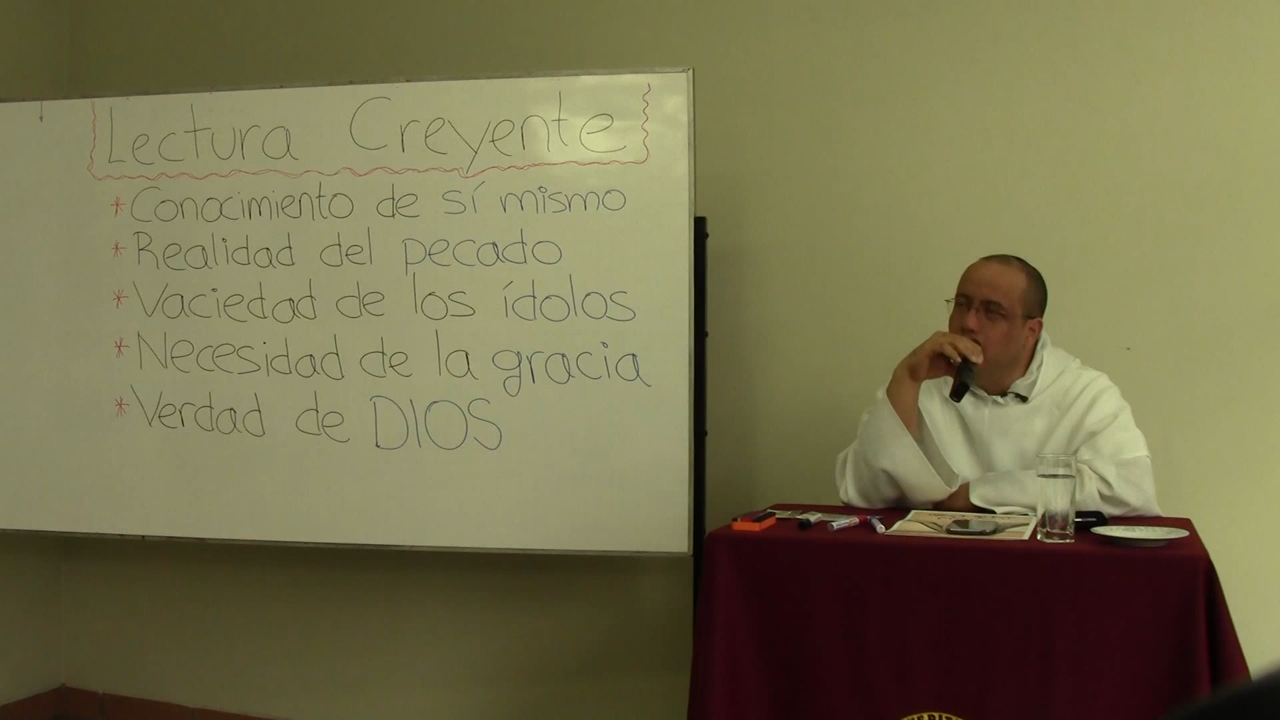 Lectura Creyente
* Conocimiento de sí mismo
* Realidad del pecado
* Vaciedad de los ídolos
* Necesidad de la gracia
* Verdad de DIOS